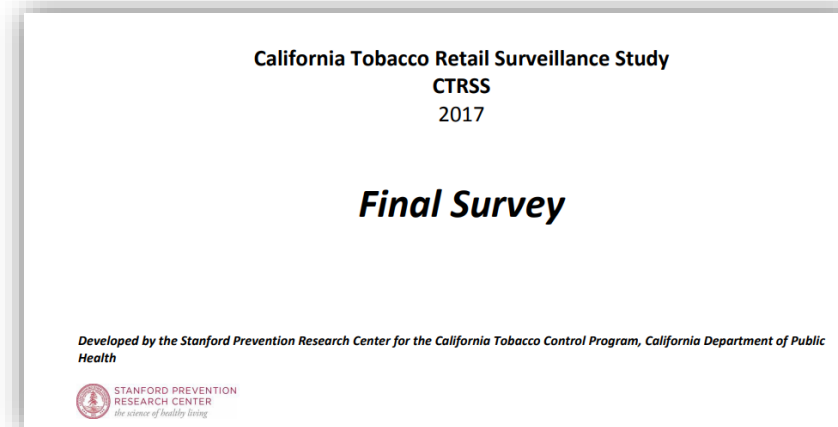 California Tobacco Retail Surveillance Study
CTRSS
2017
Final Survey
Developed by the Stanford Prevention Research Center for the California Tobacco Control Program, California Department of Public
Health
STANFORD PREVENTION
RESEARCH CENTER
the science of healthy living